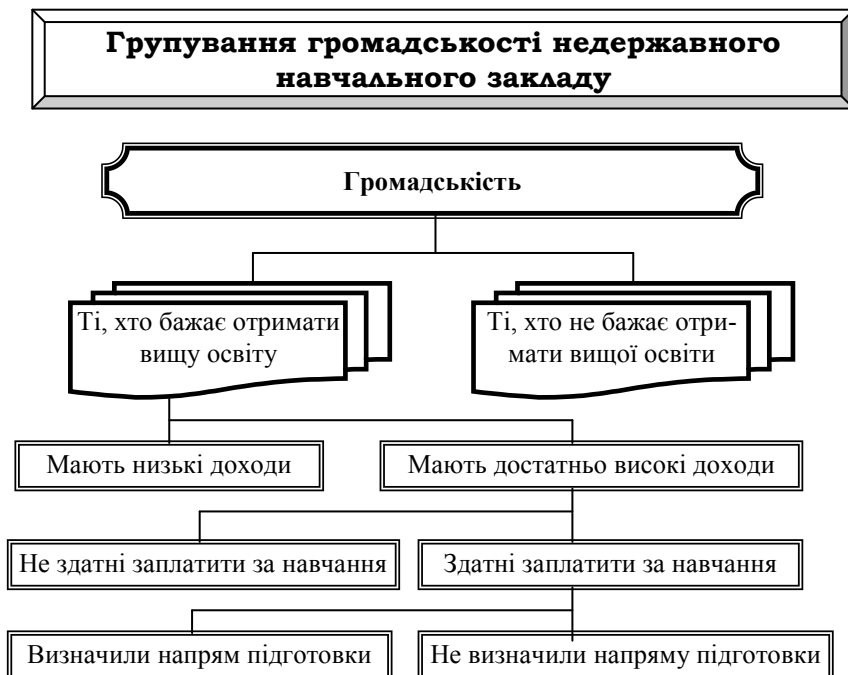 Групування громадськості недержавного
навчального закладу
Громадськість
Ті, хто бажає отримати
вищу освіту
Ті, хто не бажає отри-
мати вищої освіти
Мають низькі доходи
Мають достатньо високі доходи
Не здатні заплатити за навчання
Здатні заплатити за навчання
Визначили напрям підготовки
Не визначили напряму підготовки